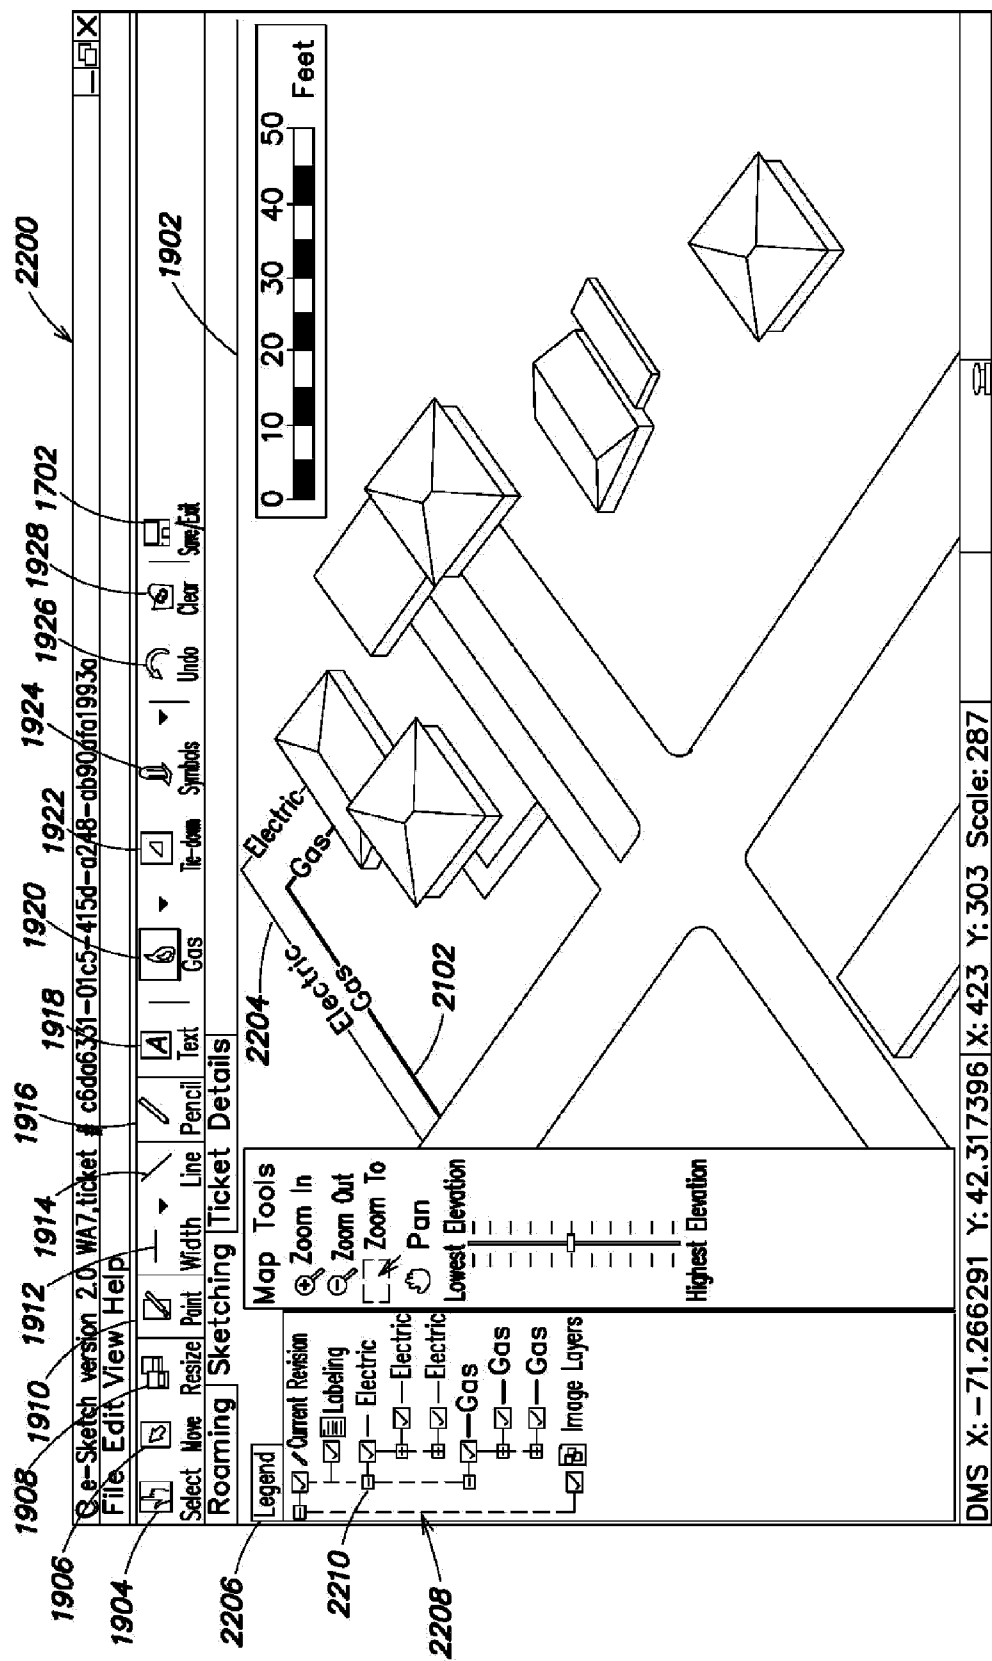 2200
e-Sketch version 2.0 WA7,ticket # c6da6331-01c5-415d-a248-ab90afa1993a
File Edit View Help
1904
1906
1908
1910
1912
1914
1916
1918
1920
1922
1924
1926
1928
1702
Select Move Resize Paint Width Line Pencil Text Gas Tie-down Symbols Undo Clear Save/Exit
Roaming Sketching Ticket Details
1902
2206
Legend
Current Revision
Labeling
Electric
Electric
Electric
Gas
Gas
Gas
Image Layers
2210
2208
Map Tools
Zoom In
Zoom Out
Zoom To
Pan
Lowest Elevation
Highest Elevation
0 10 20 30 40 50
Feet
2204
Electric
Gas
Electric
Gas
2102
DMS X: -71.266291 Y: 42.317396 X: 423 Y: 303 Scale: 287